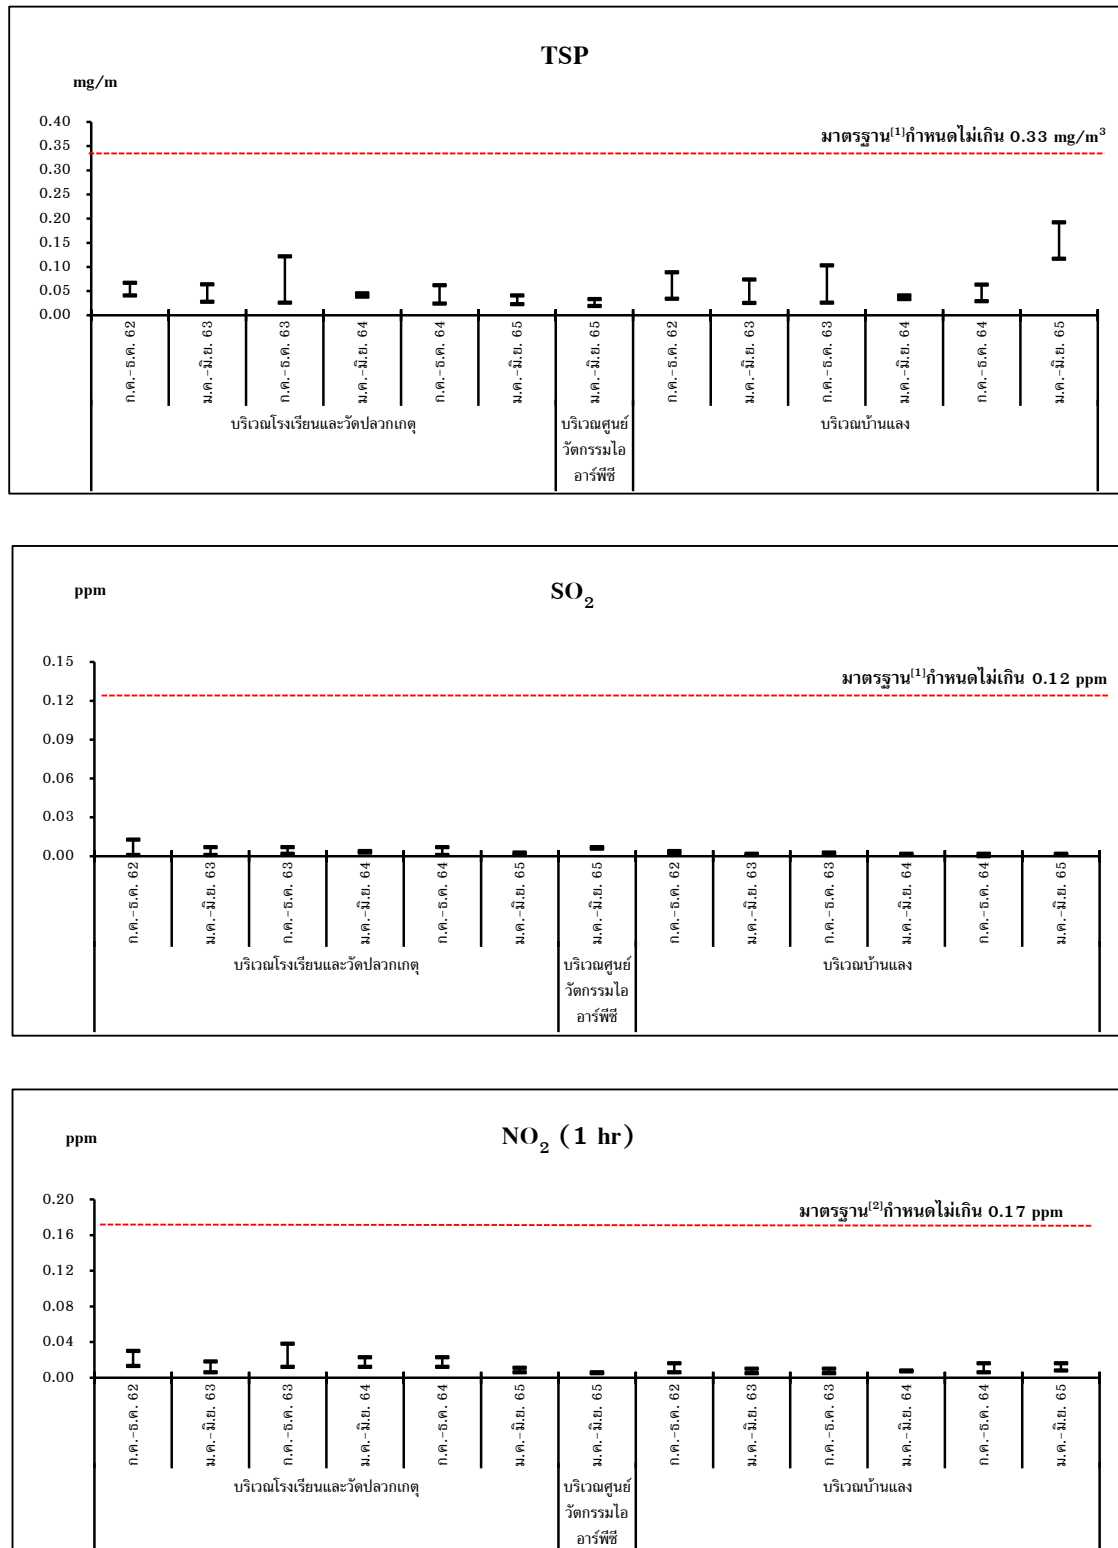 TSP
mg/m
มาตรฐาน[1]กำหนดไม่เกิน 0.33 mg/m³
0.40
0.35
0.30
0.25
0.20
0.15
0.10
0.05
0.00
ก.ค.-ธ.ค. 62
ม.ค.-มิ.ย. 63
ก.ค.-ธ.ค. 63
ม.ค.-มิ.ย. 64
ก.ค.-ธ.ค. 64
ม.ค.-มิ.ย. 65
ม.ค.-มิ.ย. 65
ก.ค.-ธ.ค. 62
ม.ค.-มิ.ย. 63
ก.ค.-ธ.ค. 63
ม.ค.-มิ.ย. 64
ก.ค.-ธ.ค. 64
ม.ค.-มิ.ย. 65
บริเวณโรงเรียนและวัดปลวกเกตุ
บริเวณศูนย์
วัตกรรมไอ
อาร์พีซี
บริเวณบ้านแลง
ppm
SO₂
มาตรฐาน[1]กำหนดไม่เกิน 0.12 ppm
0.15
0.12
0.09
0.06
0.03
0.00
ก.ค.-ธ.ค. 62
ม.ค.-มิ.ย. 63
ก.ค.-ธ.ค. 63
ม.ค.-มิ.ย. 64
ก.ค.-ธ.ค. 64
ม.ค.-มิ.ย. 65
ม.ค.-มิ.ย. 65
ก.ค.-ธ.ค. 62
ม.ค.-มิ.ย. 63
ก.ค.-ธ.ค. 63
ม.ค.-มิ.ย. 64
ก.ค.-ธ.ค. 64
ม.ค.-มิ.ย. 65
บริเวณโรงเรียนและวัดปลวกเกตุ
บริเวณศูนย์
วัตกรรมไอ
อาร์พีซี
บริเวณบ้านแลง
ppm
NO₂ (1 hr)
มาตรฐาน[2]กำหนดไม่เกิน 0.17 ppm
0.20
0.16
0.12
0.08
0.04
0.00
ก.ค.-ธ.ค. 62
ม.ค.-มิ.ย. 63
ก.ค.-ธ.ค. 63
ม.ค.-มิ.ย. 64
ก.ค.-ธ.ค. 64
ม.ค.-มิ.ย. 65
ม.ค.-มิ.ย. 65
ก.ค.-ธ.ค. 62
ม.ค.-มิ.ย. 63
ก.ค.-ธ.ค. 63
ม.ค.-มิ.ย. 64
ก.ค.-ธ.ค. 64
ม.ค.-มิ.ย. 65
บริเวณโรงเรียนและวัดปลวกเกตุ
บริเวณศูนย์
วัตกรรมไอ
อาร์พีซี
บริเวณบ้านแลง